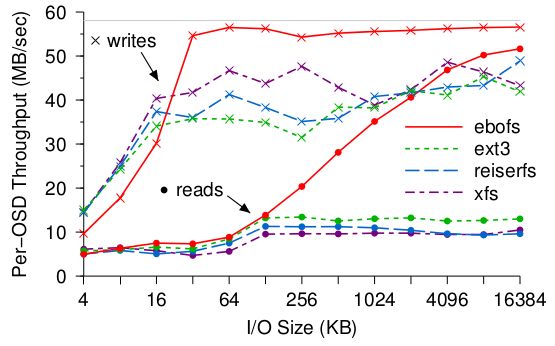 60
50
40
30
20
10
0
Per−OSD Throughput (MB/sec)
writes
reads
ebofs
ext3
reiserfs
xfs
4 16 64 256 1024 4096 16384
I/O Size (KB)